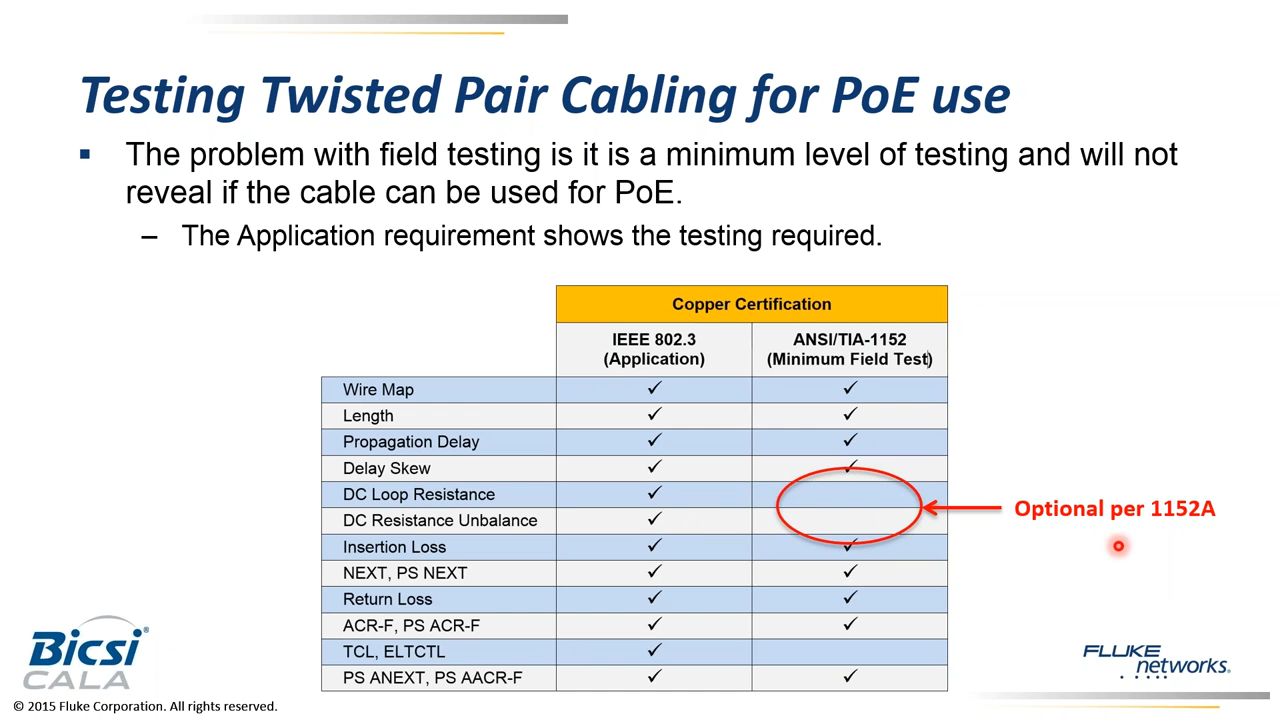 Testing Twisted Pair Cabling for PoE use
▪ The problem with field testing is it is a minimum level of testing and will not
reveal if the cable can be used for PoE.
– The Application requirement shows the testing required.
Copper Certification
IEEE 802.3 ANSI/TIA-1152
(Application) (Minimum Field Test)
Wire Map ✓ ✓
Length ✓ ✓
Propagation Delay ✓ ✓
Delay Skew ✓ ✓
DC Loop Resistance ✓
Optional per 1152A
DC Resistance Unbalance ✓
Insertion Loss ✓ ✓
NEXT, PS NEXT ✓ ✓
Return Loss ✓ ✓
ACR-F, PS ACR-F ✓ ✓
TCL, ELTCTL ✓
PS ANEXT, PS AACR-F ✓ ✓
Bicsi®
CALA
FLUKE
networks®
© 2015 Fluke Corporation. All rights reserved.